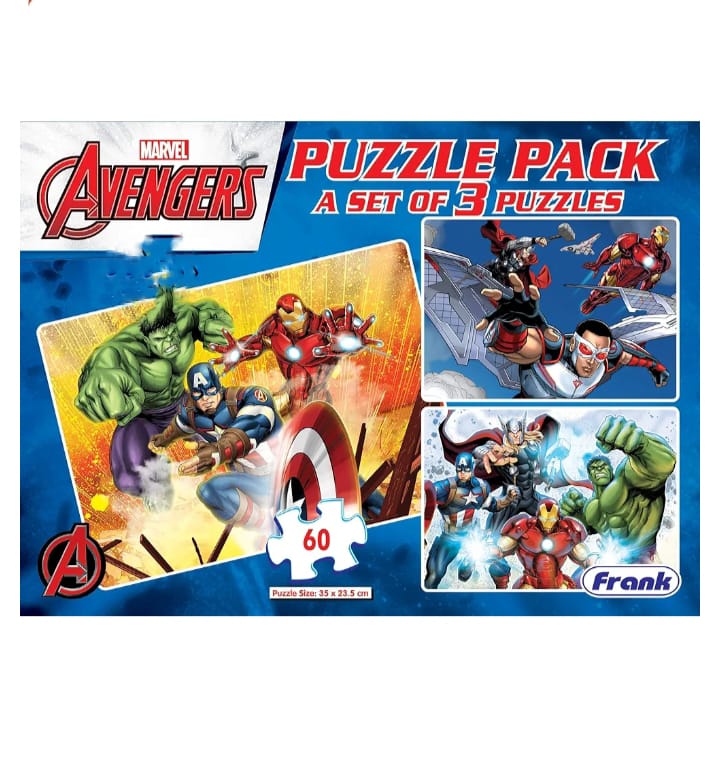 MARVEL
AVENGERS
PUZZLE PACK
A SET OF 3 PUZZLES
60
Puzzle Size: 35 x 23.5 cm
Frank